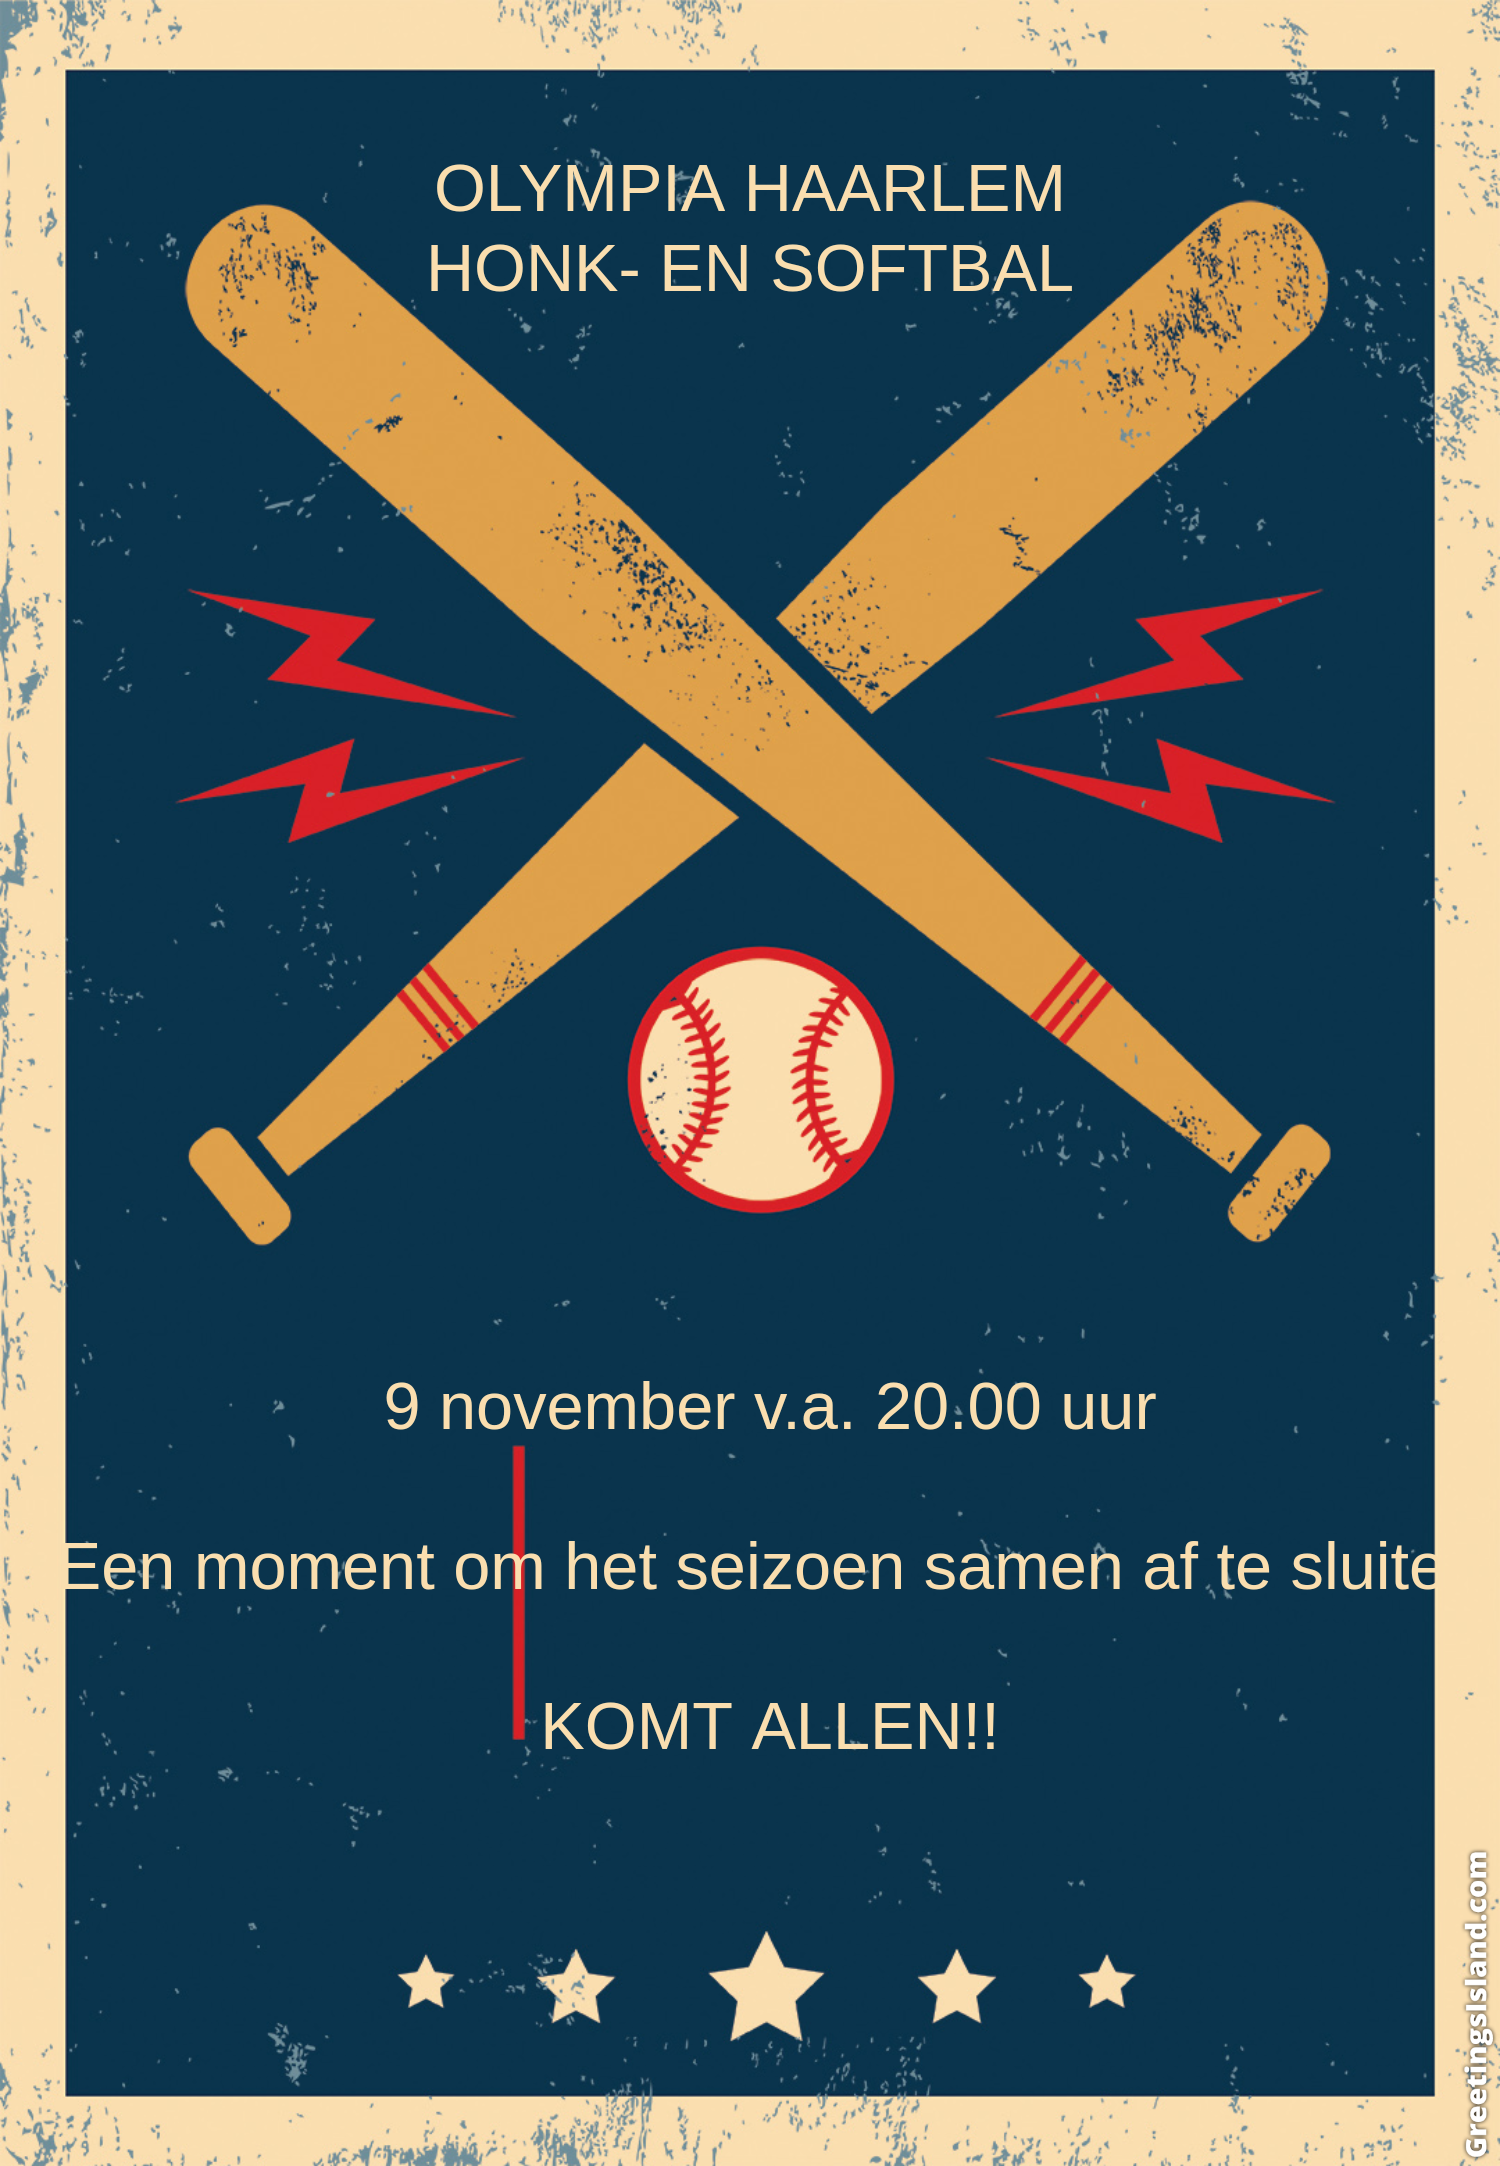 OLYMPIA HAARLEM
HONK- EN SOFTBAL
9 november v.a. 20.00 uur
Een moment om het seizoen samen af te sluite
KOMT ALLEN!!
GreetingsIsland.com